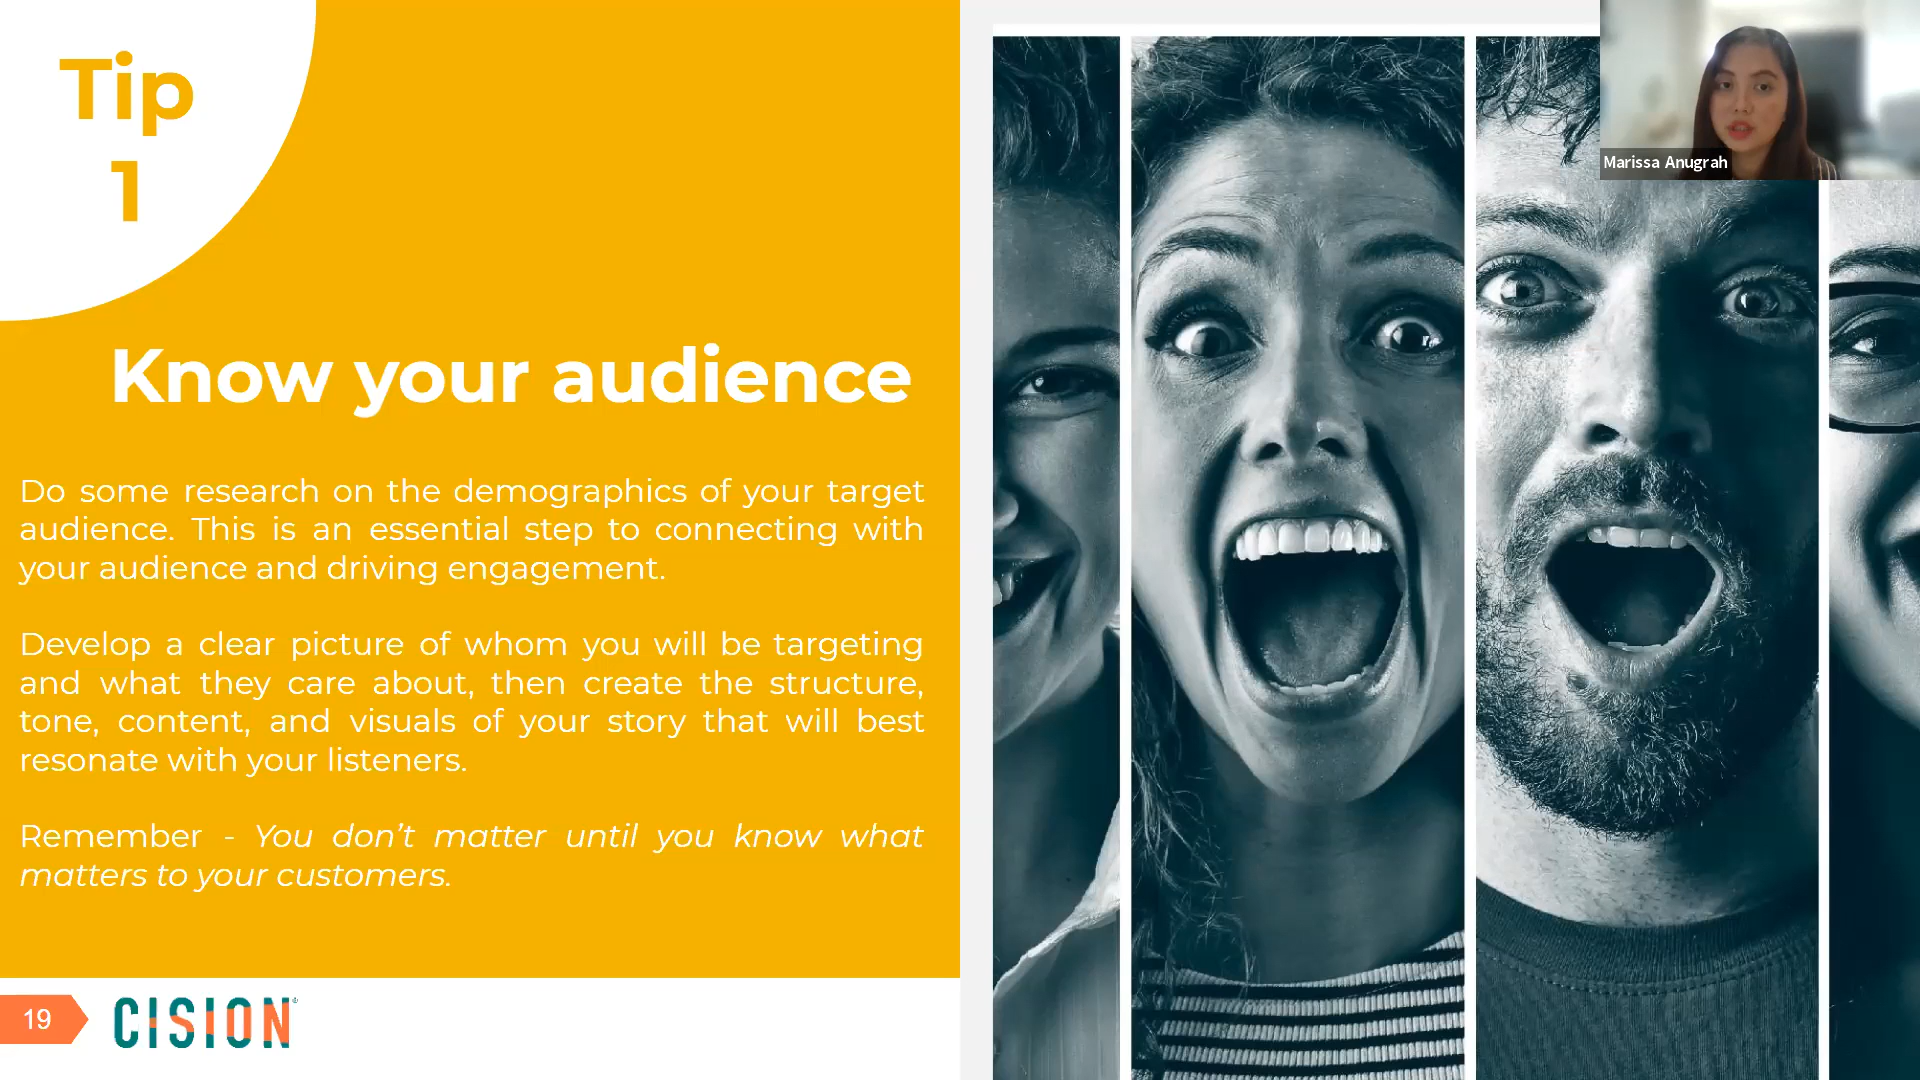 Tip
1
Marissa Anugrah
Know your audience
Do some research on the demographics of your target
audience. This is an essential step to connecting with
your audience and driving engagement.
Develop a clear picture of whom you will be targeting
and what they care about, then create the structure,
tone, content, and visuals of your story that will best
resonate with your listeners.
Remember - You don’t matter until you know what
matters to your customers.
19
CISION®